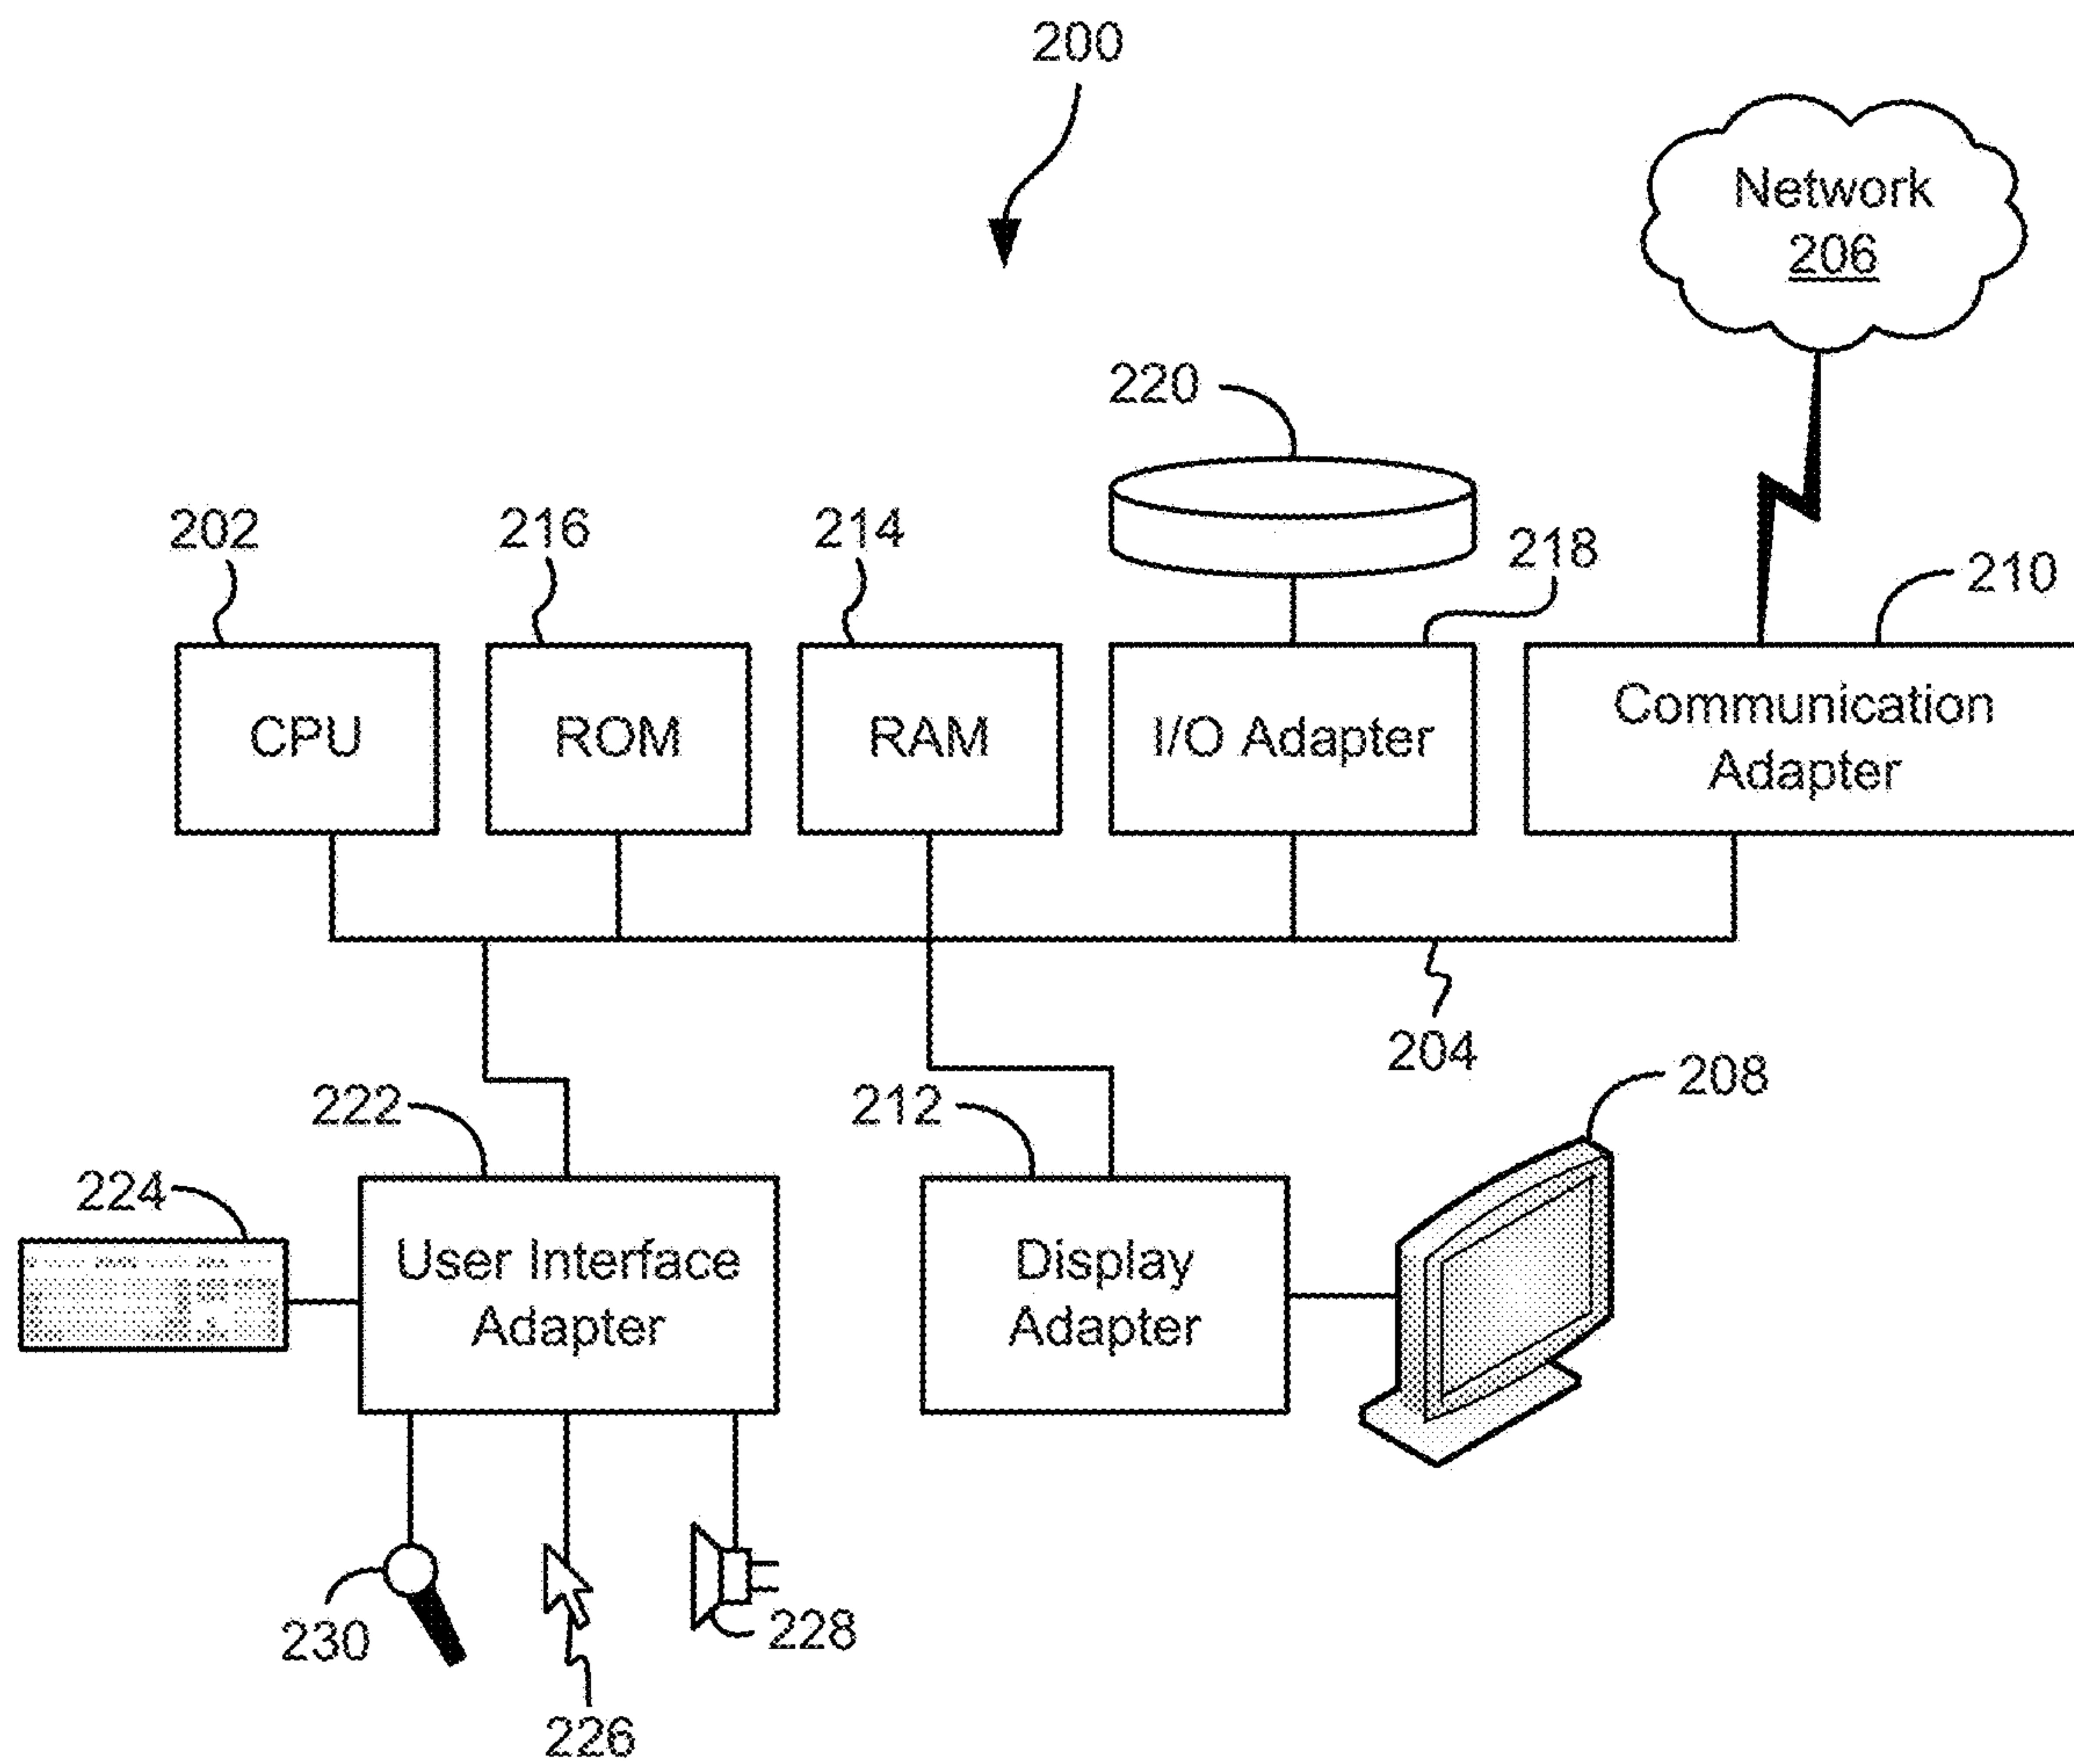 200
Network
206
220
202
216
214
218
210
CPU
ROM
RAM
I/O Adapter
Communication
Adapter
204
208
222
212
224
User Interface
Adapter
Display
Adapter
230
228
226